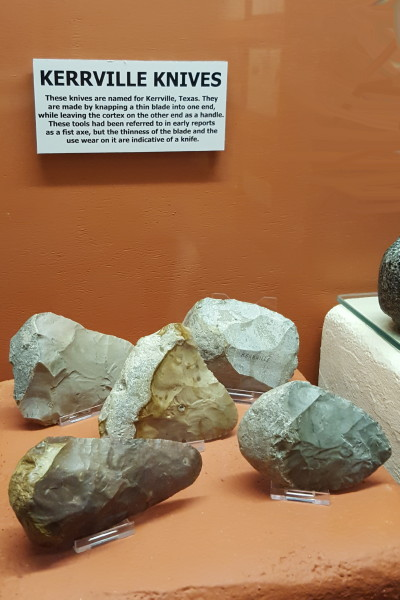 KERRVILLE KNIVES
These knives are named for Kerrville, Texas. They
are made by knapping a thin blade into one end,
while leaving the cortex on the other end as a handle.
These tools had been referred to in early reports
as a fist axe, but the thinness of the blade and the
use wear on it are indicative of a knife.